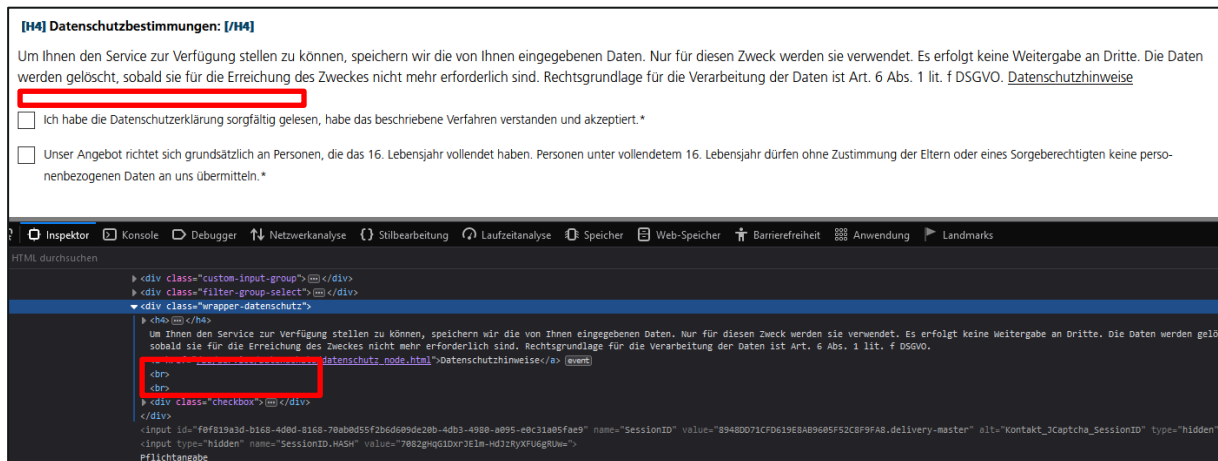 [H4] Datenschutzbestimmungen: [/H4]
Um Ihnen den Service zur Verfügung stellen zu können, speichern wir die von Ihnen eingegebenen Daten. Nur für diesen Zweck werden sie verwendet. Es erfolgt keine Weitergabe an Dritte. Die Daten
werden gelöscht, sobald sie für die Erreichung des Zweckes nicht mehr erforderlich sind. Rechtsgrundlage für die Verarbeitung der Daten ist Art. 6 Abs. 1 lit. f DSGVO. Datenschutzhinweise
Ich habe die Datenschutzerklärung sorgfältig gelesen, habe das beschriebene Verfahren verstanden und akzeptiert.*
Unser Angebot richtet sich grundsätzlich an Personen, die das 16. Lebensjahr vollendet haben. Personen unter vollendetem 16. Lebensjahr dürfen ohne Zustimmung der Eltern oder eines Sorgeberechtigten keine perso-
nenbezogenen Daten an uns übermitteln.*
Inspektor Konsole Debugger Netzwerkanalyse Stilbearbeitung Laufzeitanalyse Speicher Web-Speicher Barrierefreiheit Anwendung Landmarks
HTML durchsuchen
<div class="custom-input-group"></div>
<div class="filter-group-select"></div>
<div class="wrapper-datenschutz">
<h4></h4>
Um Ihnen den Service zur Verfügung stellen zu können, speichern wir die von Ihnen eingegebenen Daten. Nur für diesen Zweck werden sie verwendet. Es erfolgt keine Weitergabe an Dritte. Die Daten werden gelö
sobald sie für die Erreichung des Zweckes nicht mehr erforderlich sind. Rechtsgrundlage für die Verarbeitung der Daten ist Art. 6 Abs. 1 lit. f DSGVO.
datenschutz_node.html">Datenschutzhinweise</a> event
<br>
<br>
<div class="checkbox"></div>
</div>
<input id="f0f819a3d-b168-4d0d-8168-70ab0d55f2b6d609de20b-4db3-4980-a095-e0c31a05fae9" name="SessionID" value="8948DD71CFD619E8AB9605F52C8F9FA8.delivery-master" alt="Kontakt_JCaptcha_SessionID" type="hidden"
<input type="hidden" name="SessionID.HASH" value="7082gHqG1DxrJElm-HdJzRyXFU6gRUw=">
Pflichtangabe